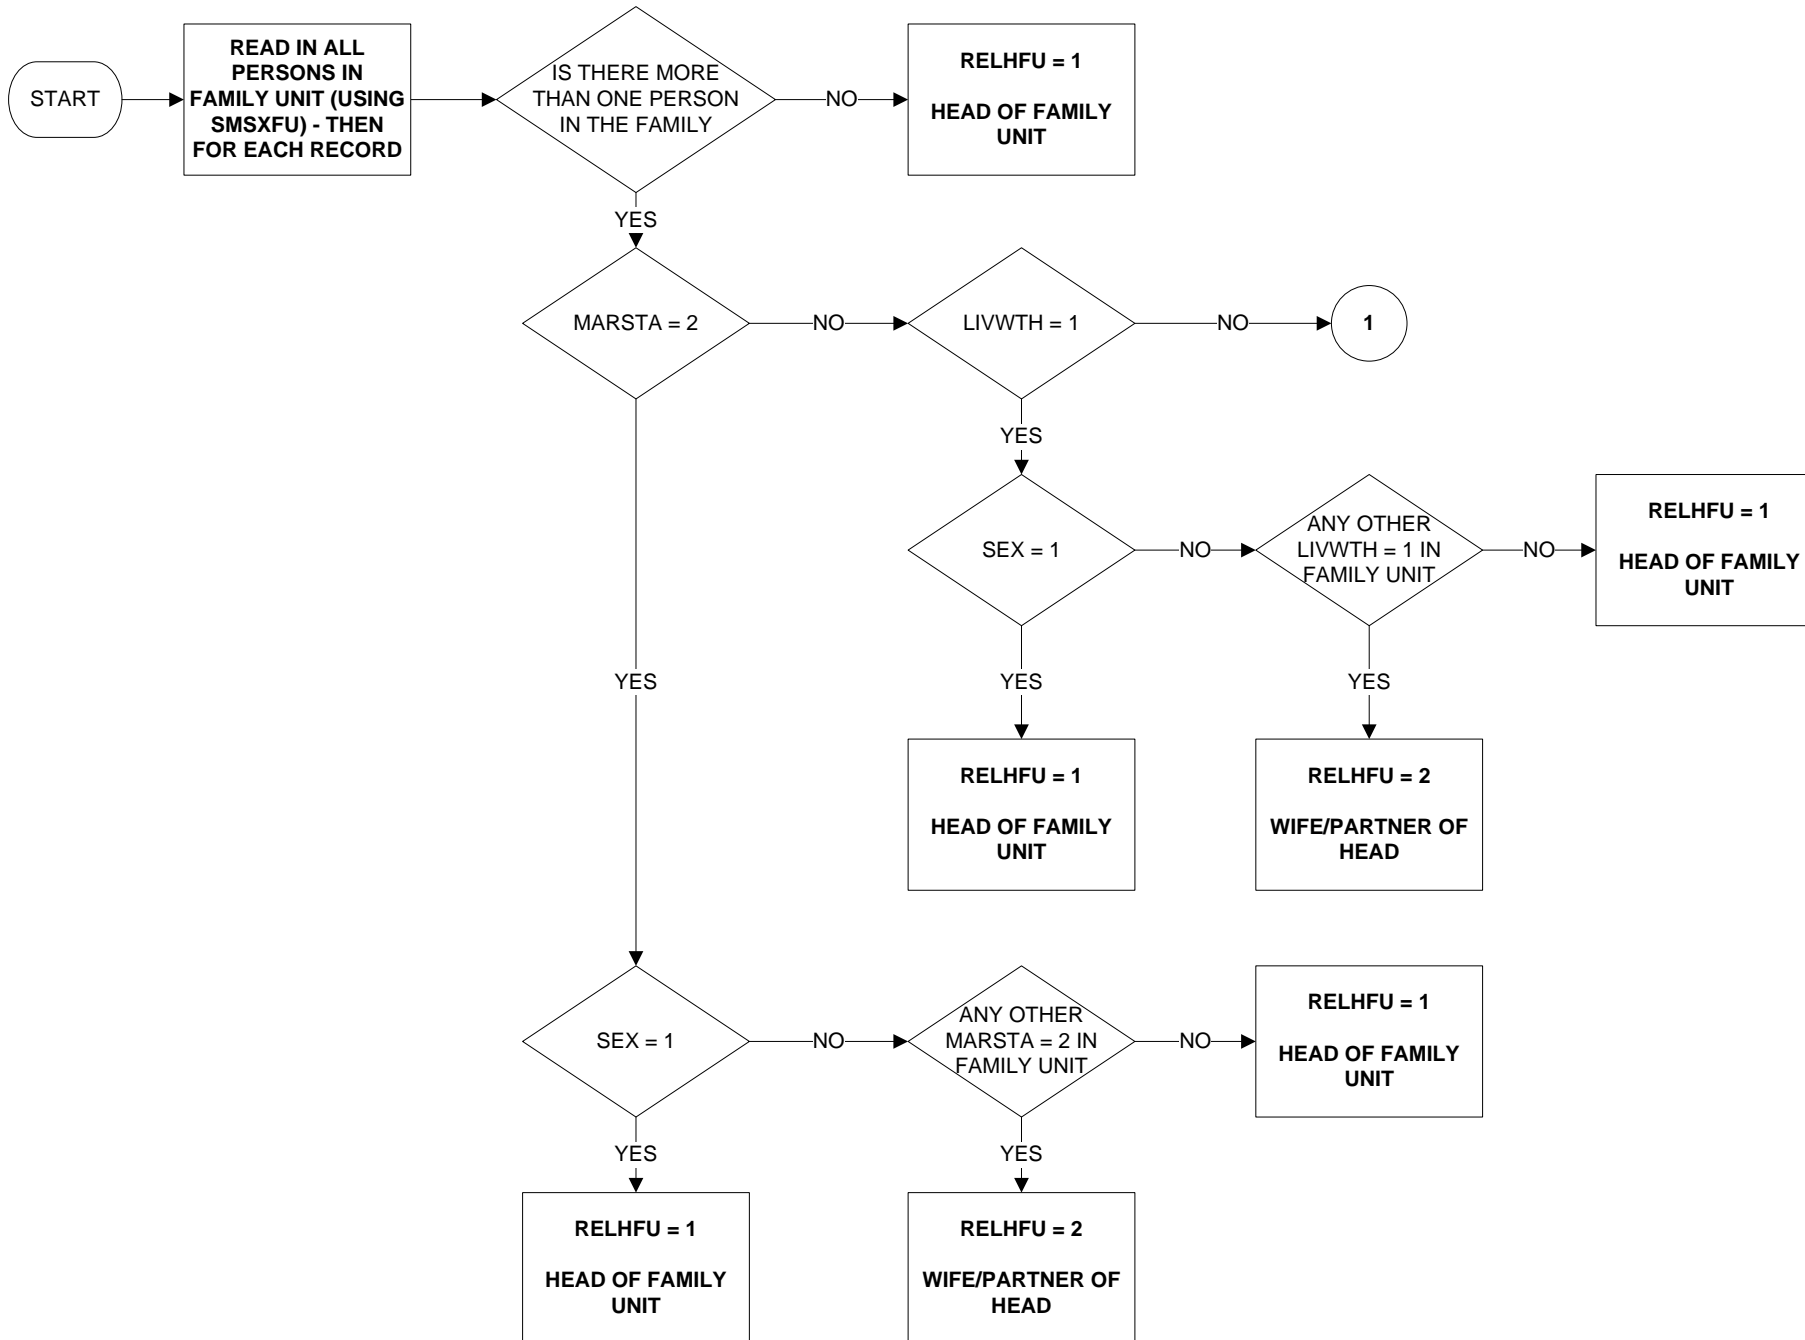 START
READ IN ALL
PERSONS IN
FAMILY UNIT (USING
SMSXFU) - THEN
FOR EACH RECORD
IS THERE MORE
THAN ONE PERSON
IN THE FAMILY
NO
RELHFU = 1
HEAD OF FAMILY
UNIT
YES
MARSTA = 2
NO
LIVWTH = 1
NO
1
YES
SEX = 1
NO
ANY OTHER
LIVWTH = 1 IN
FAMILY UNIT
NO
RELHFU = 1
HEAD OF FAMILY
UNIT
YES
YES
YES
RELHFU = 1
HEAD OF FAMILY
UNIT
RELHFU = 2
WIFE/PARTNER OF
HEAD
SEX = 1
NO
ANY OTHER
MARSTA = 2 IN
FAMILY UNIT
NO
RELHFU = 1
HEAD OF FAMILY
UNIT
YES
YES
RELHFU = 1
HEAD OF FAMILY
UNIT
RELHFU = 2
WIFE/PARTNER OF
HEAD